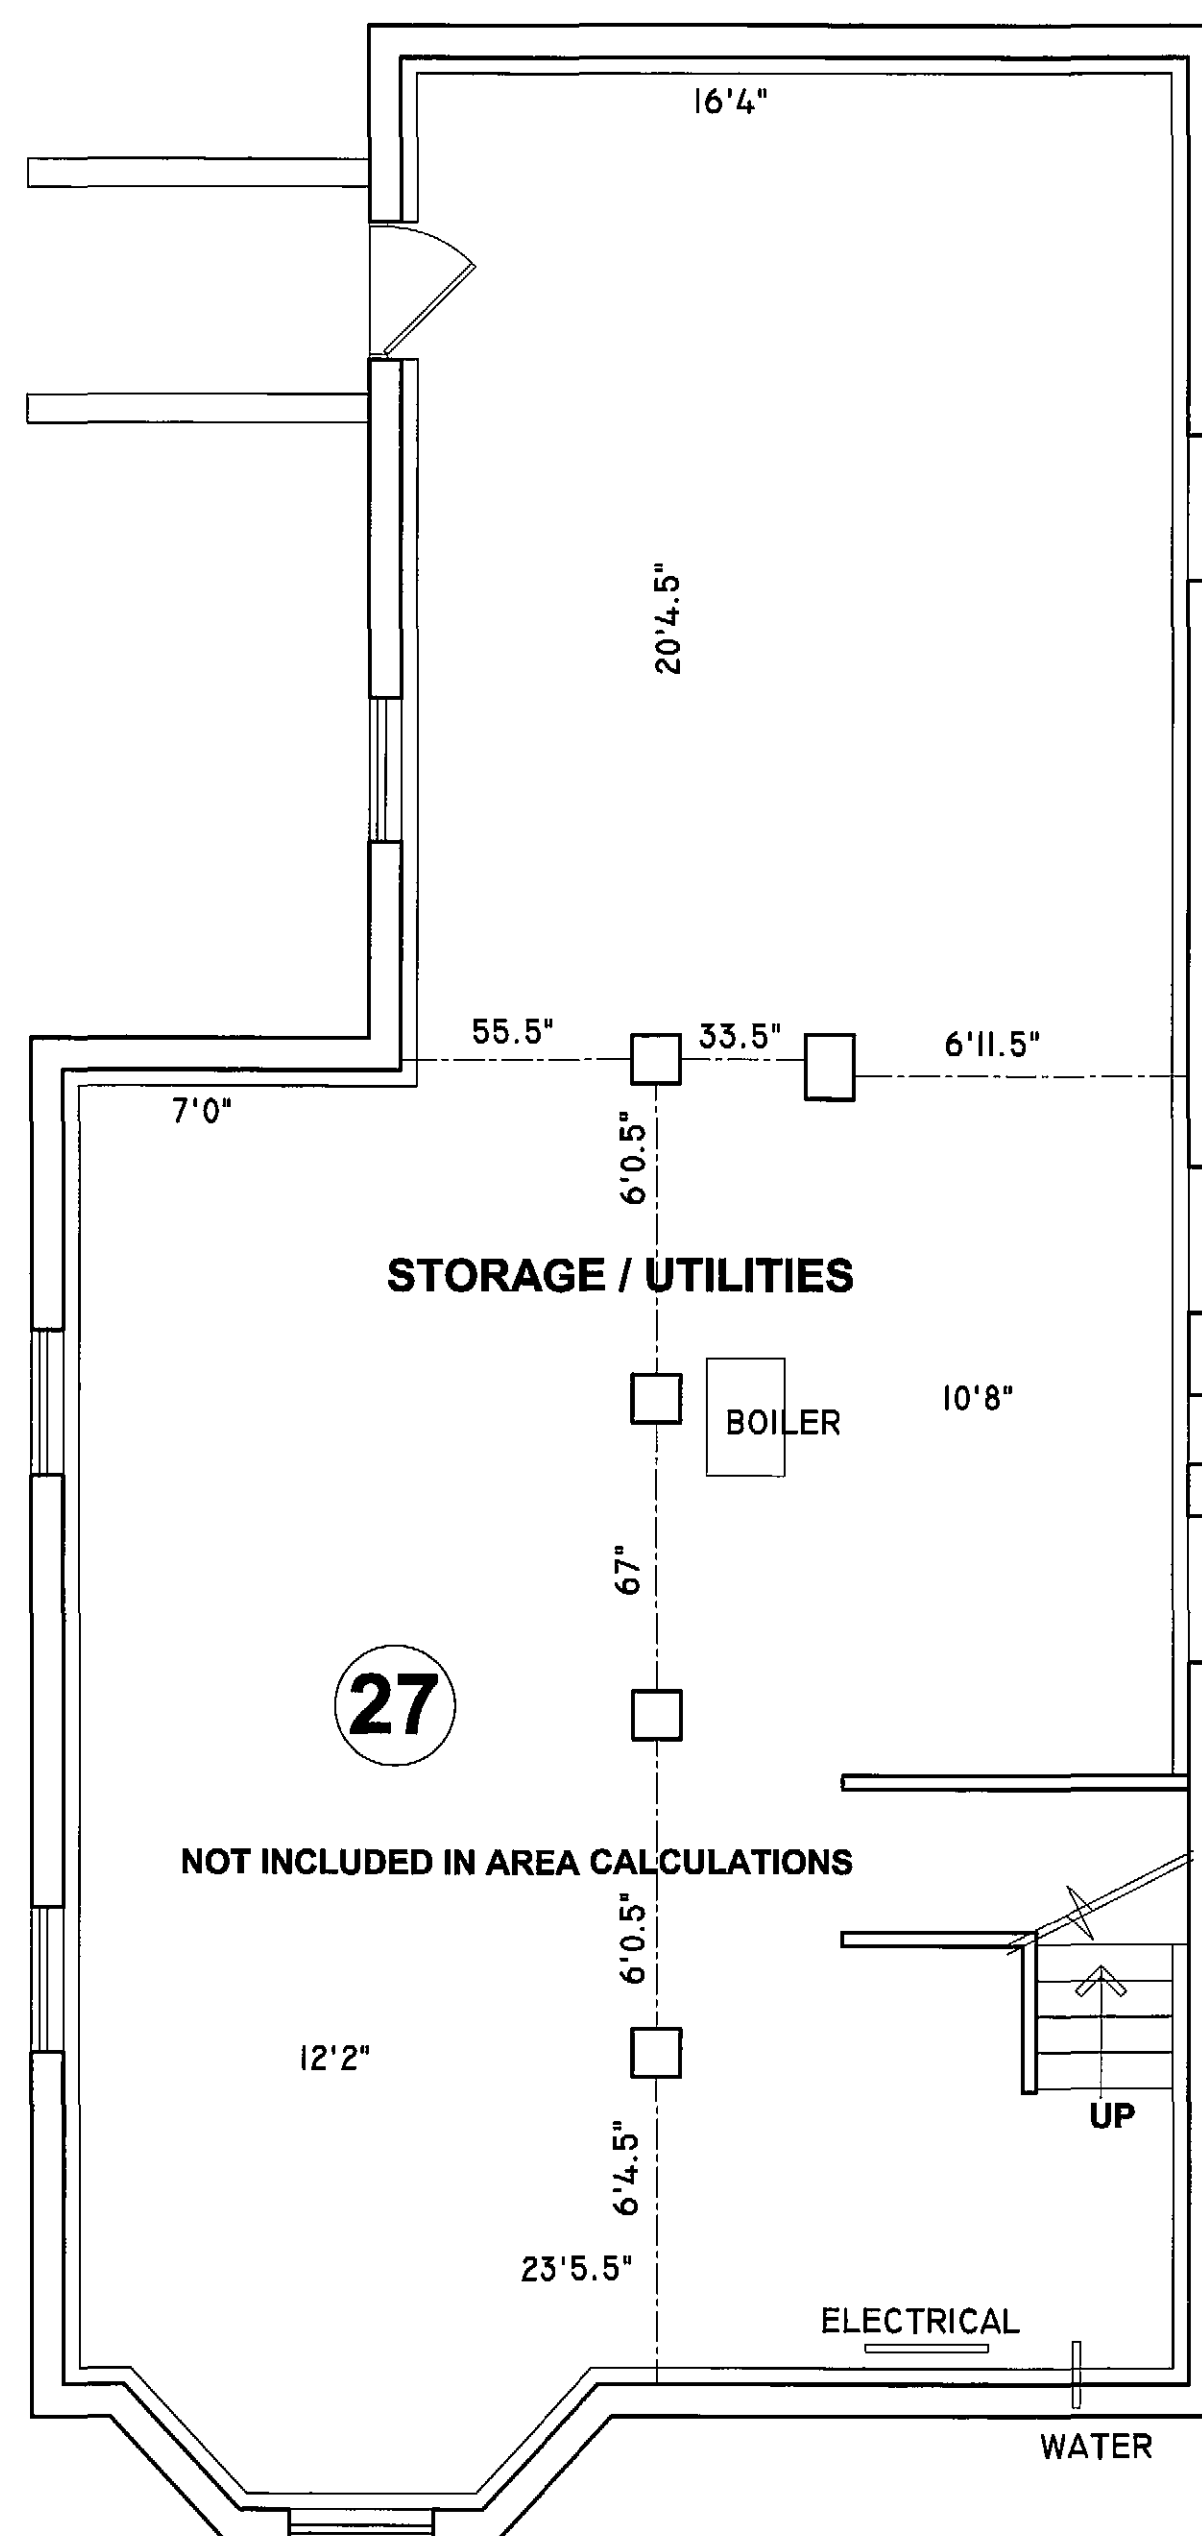 16'4"
20'4.5"
55.5"
33.5"
6'11.5"
7'0"
6'0.5"
STORAGE / UTILITIES
10'8"
BOILER
67"
27
NOT INCLUDED IN AREA CALCULATIONS
6'0.5"
12'2"
UP
6'4.5"
23'5.5"
ELECTRICAL
WATER